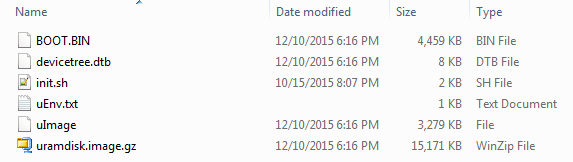 Name Date modified Size Type
BOOT.BIN 12/10/2015 6:16 PM 4,459 KB BIN File
devicetree.dtb 12/10/2015 6:16 PM 8 KB DTB File
init.sh 10/15/2015 8:07 PM 2 KB SH File
uEnv.txt 1 KB Text Document
uImage 12/10/2015 6:16 PM 3,279 KB File
uramdisk.image.gz 12/10/2015 6:16 PM 15,171 KB WinZip File